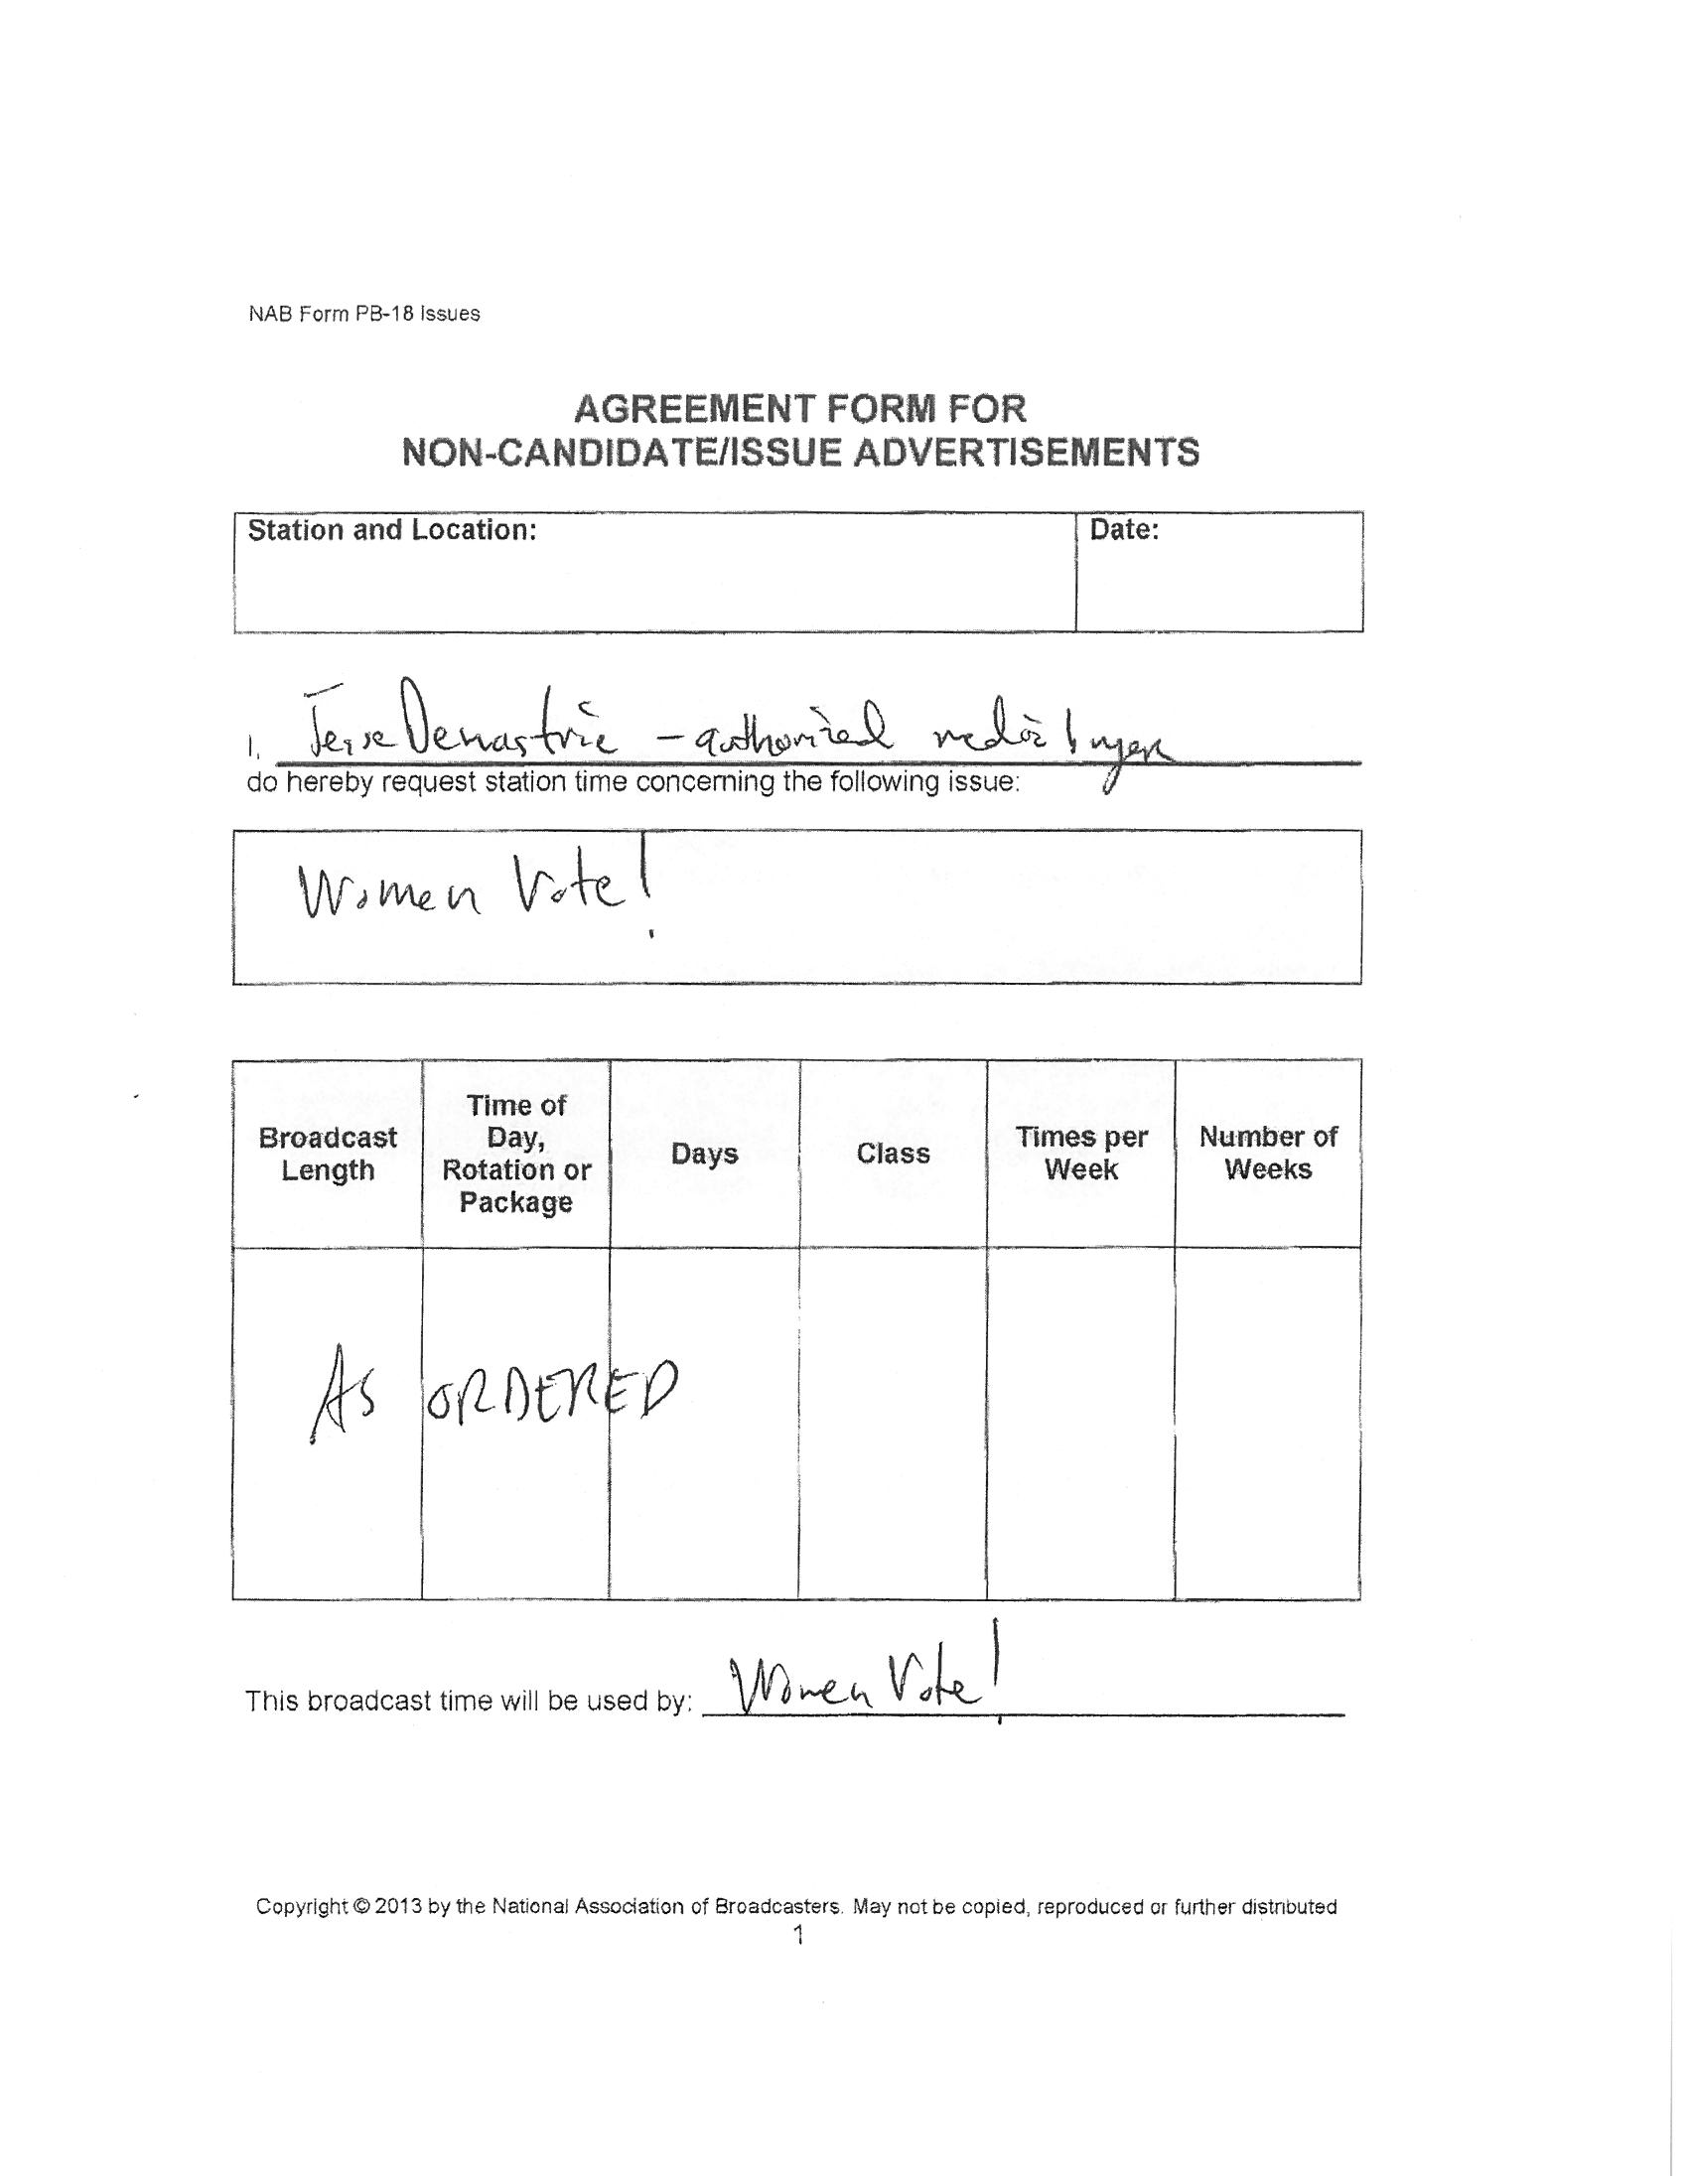 NAB Form PB-18 Issues
AGREEMENT FORM FOR
NON-CANDIDATE/ISSUE ADVERTISEMENTS
Station and Location:
Date:
I, Jesse Demastrie - authorized media buyer
do hereby request station time concerning the following issue:
Women Vote!
Broadcast Length
Time of Day, Rotation or Package
Days
Class
Times per Week
Number of Weeks
AS ORDERED
This broadcast time will be used by: Women Vote!
Copyright © 2013 by the National Association of Broadcasters. May not be copied, reproduced or further distributed
1